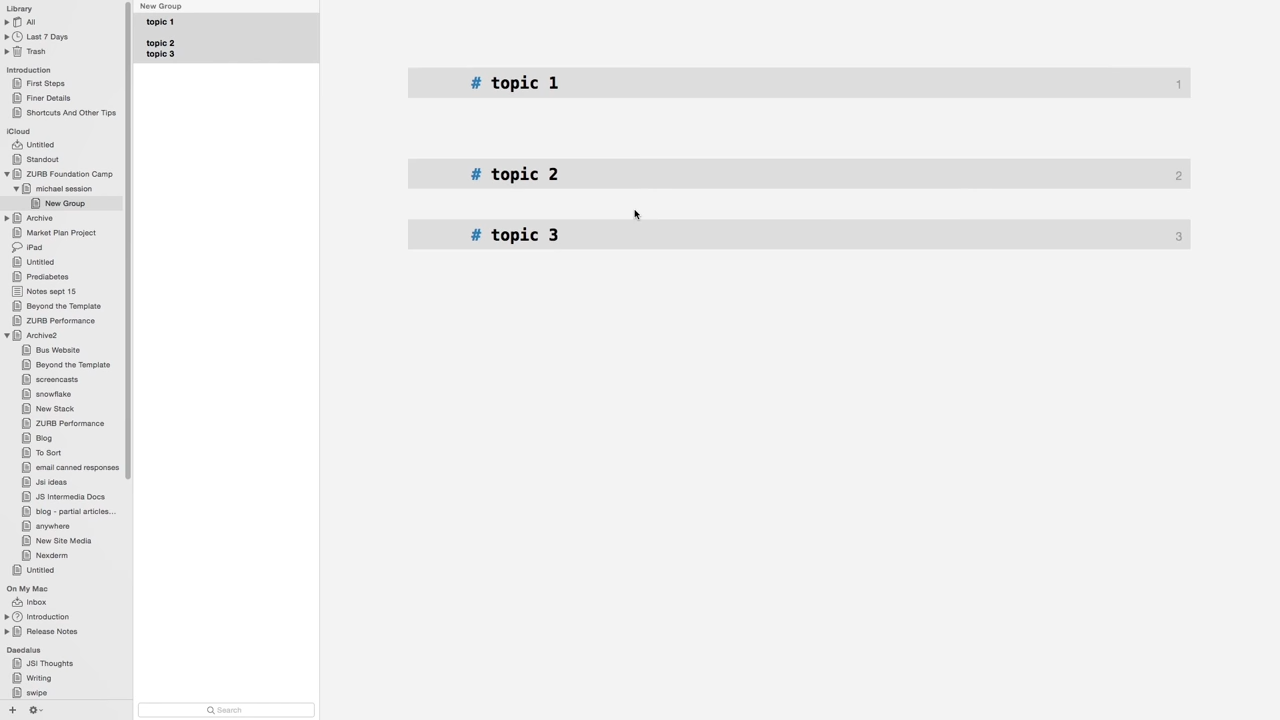 Library
All
Last 7 Days
Trash
Introduction
First Steps
Finer Details
Shortcuts And Other Tips
iCloud
Untitled
Standout
ZURB Foundation Camp
michael session
New Group
Archive
Market Plan Project
iPad
Untitled
Prediabetes
Notes sept 15
Beyond the Template
ZURB Performance
Archive2
Bus Website
Beyond the Template
screencasts
snowflake
New Stack
ZURB Performance
Blog
To Sort
email canned responses
Jsi ideas
JS Intermedia Docs
blog - partial articles...
anywhere
New Site Media
Nexderm
Untitled
On My Mac
Inbox
Introduction
Release Notes
Daedalus
JSI Thoughts
Writing
swipe
New Group
topic 1
topic 2
topic 3
Search
# topic 1 1
# topic 2 2
# topic 3 3